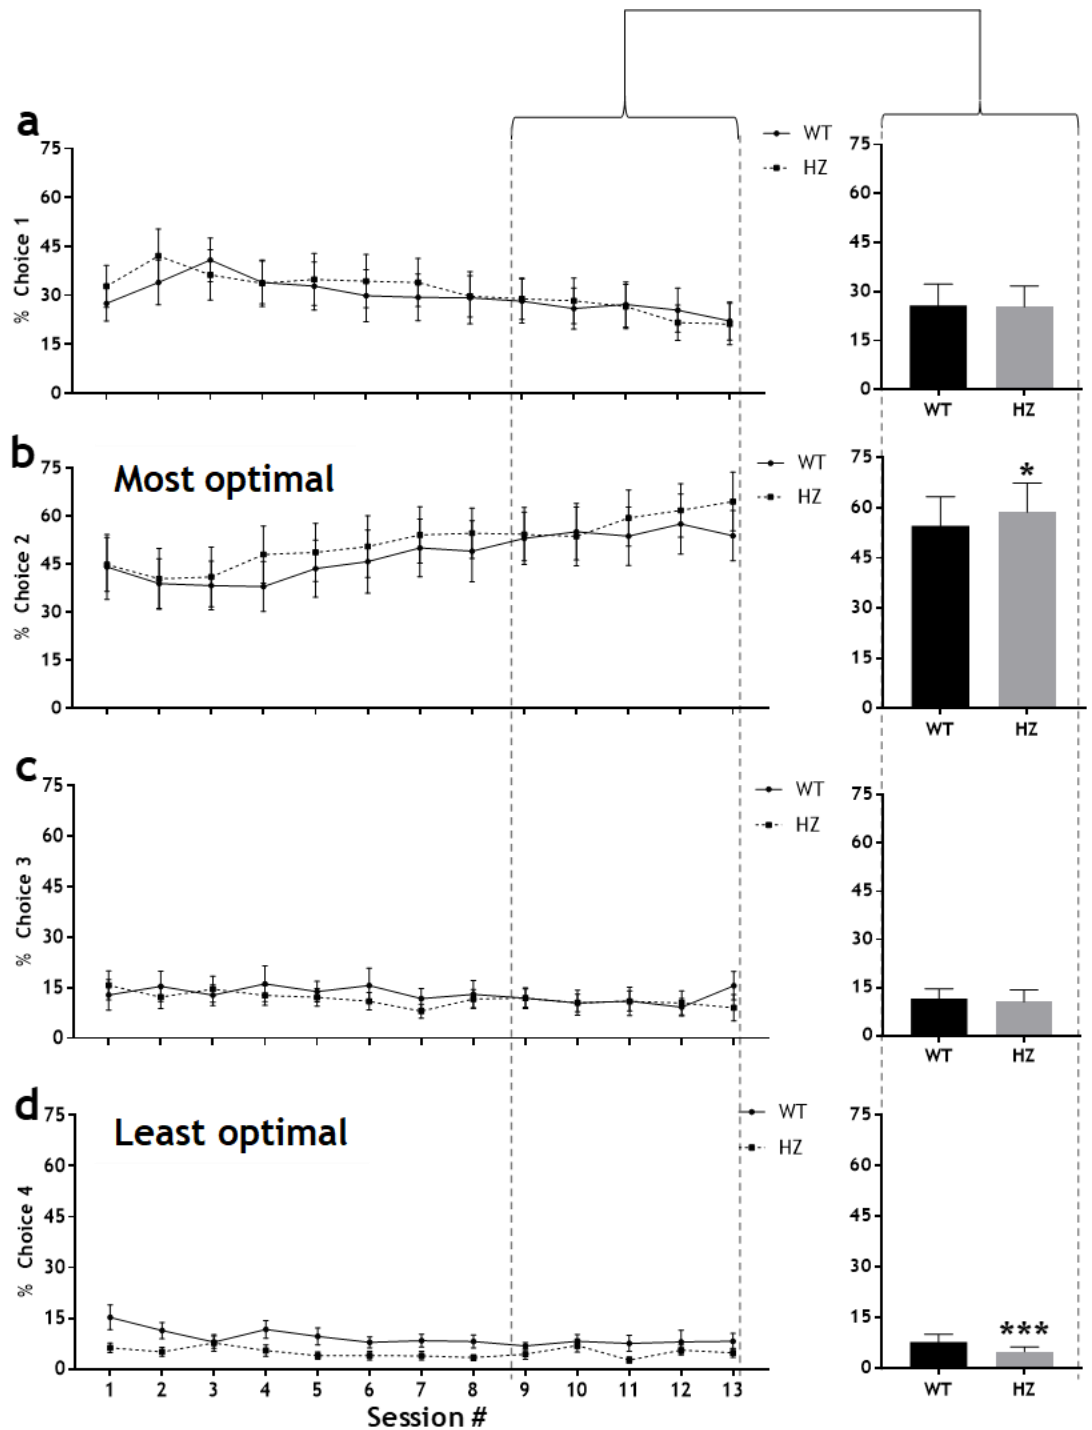 a
% Choice 1
75
60
45
30
15
0
WT
HZ
75
60
45
30
15
0
WT
HZ
b
Most optimal
% Choice 2
75
60
45
30
15
0
WT
HZ
75
60
45
30
15
0
*
WT
HZ
c
% Choice 3
75
60
45
30
15
0
WT
HZ
75
60
45
30
15
0
WT
HZ
d
Least optimal
% Choice 4
75
60
45
30
15
0
WT
HZ
1 2 3 4 5 6 7 8 9 10 11 12 13
Session #
75
60
45
30
15
0
***
WT
HZ